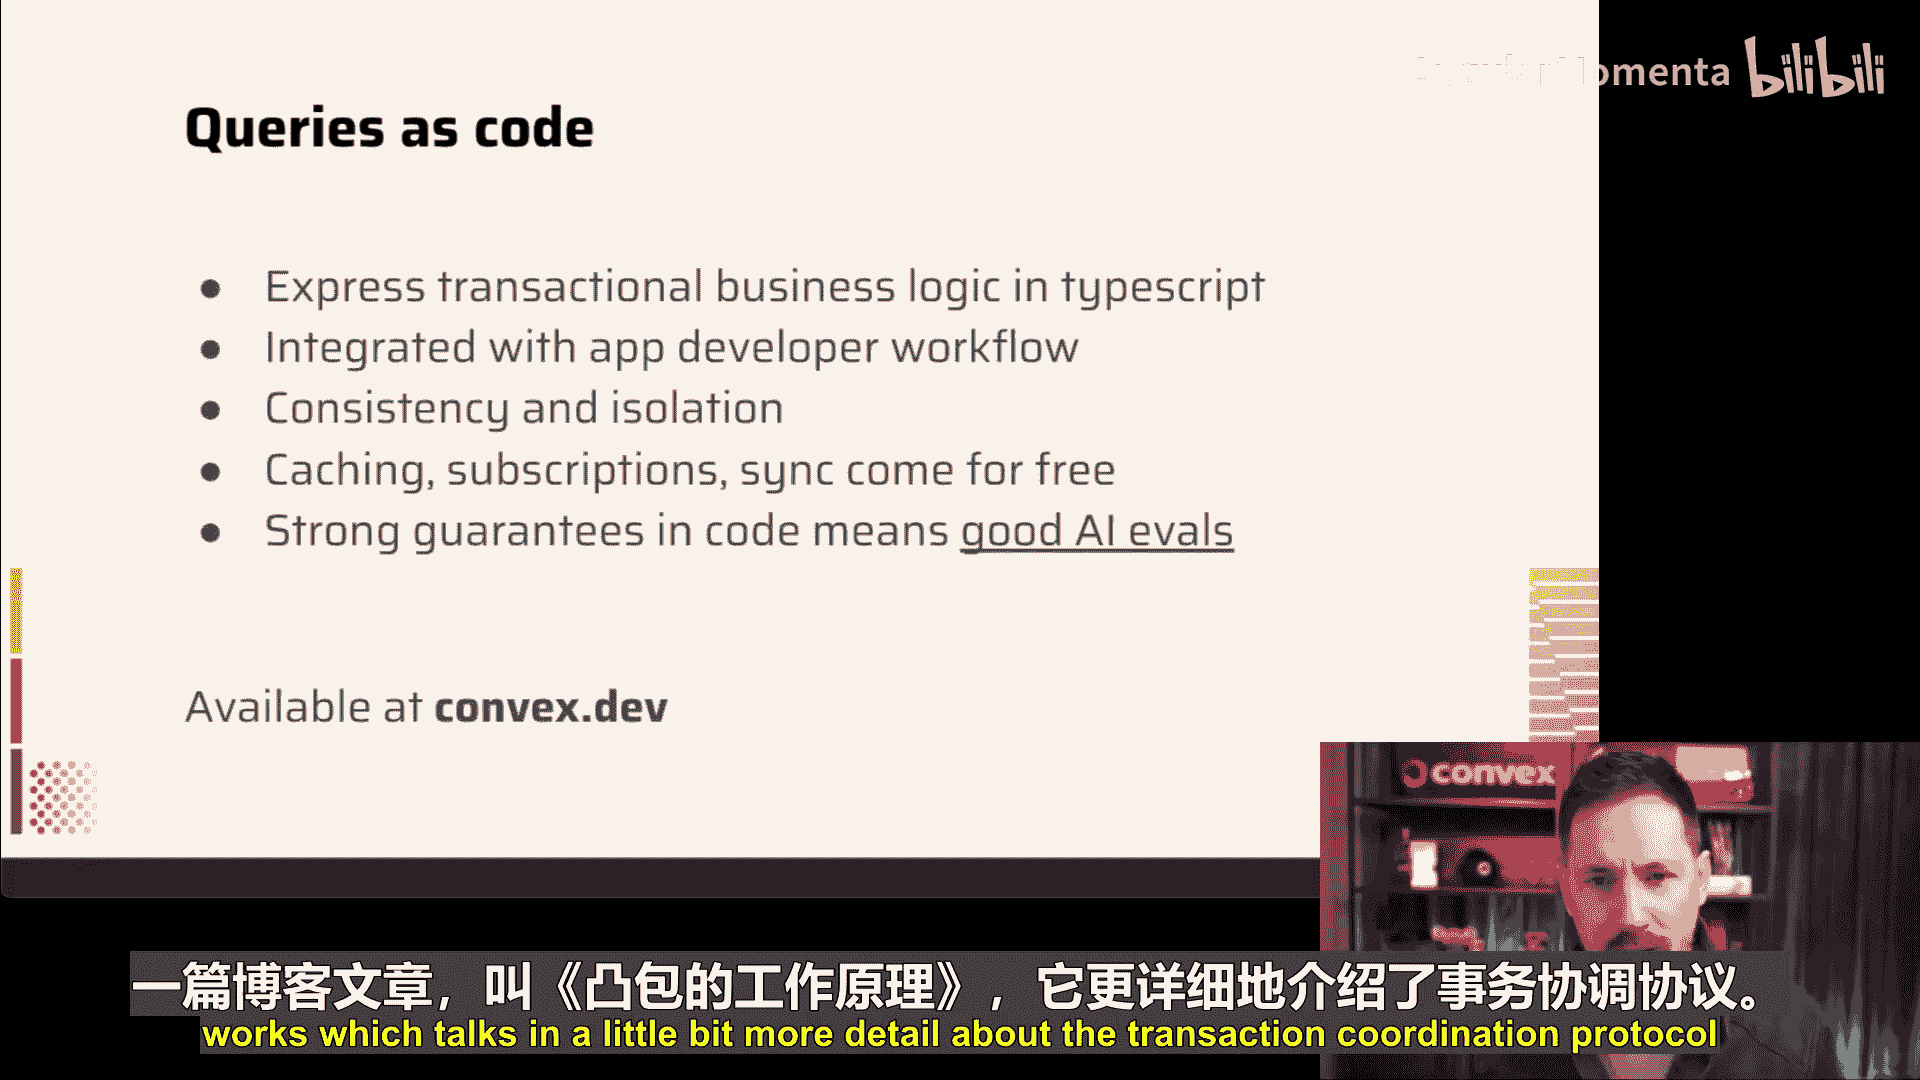 omenta bilibili
Queries as code
Express transactional business logic in typescript
Integrated with app developer workflow
Consistency and isolation
Caching, subscriptions, sync come for free
Strong guarantees in code means good AI evals
Available at convex.dev
convex
一篇博客文章，叫《凸包的工作原理》，它更详细地介绍了事务协调协议。
works which talks in a little bit more detail about the transaction coordination protocol